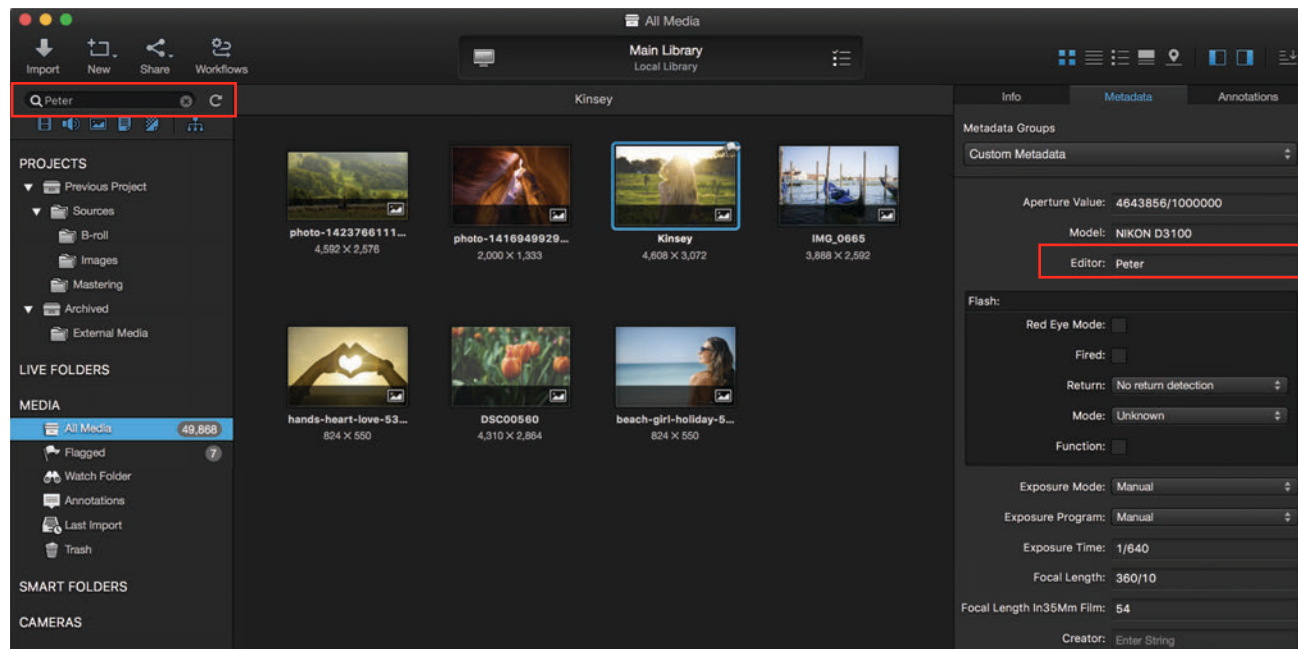 All Media
Import
New
Share
Workflows
Main Library
Local Library
Peter
Kinsey
Info
Metadata
Annotations
PROJECTS
Previous Project
Sources
B-roll
Images
Mastering
Archived
External Media
LIVE FOLDERS
MEDIA
All Media 49,868
Flagged 7
Watch Folder
Annotations
Last Import
Trash
SMART FOLDERS
CAMERAS
photo-1423766111...
4,592 × 2,576
photo-1416949929...
2,000 × 1,333
Kinsey
4,608 × 3,072
IMG_0665
3,888 × 2,592
hands-heart-love-53...
824 × 550
DSC00560
4,310 × 2,864
beach-girl-holiday-5...
824 × 550
Metadata Groups
Custom Metadata
Aperture Value: 4643856/1000000
Model: NIKON D3100
Editor: Peter
Flash:
Red Eye Mode:
Fired:
Return: No return detection
Mode: Unknown
Function:
Exposure Mode: Manual
Exposure Program: Manual
Exposure Time: 1/640
Focal Length: 360/10
Focal Length In35Mm Film: 54
Creator: Enter String